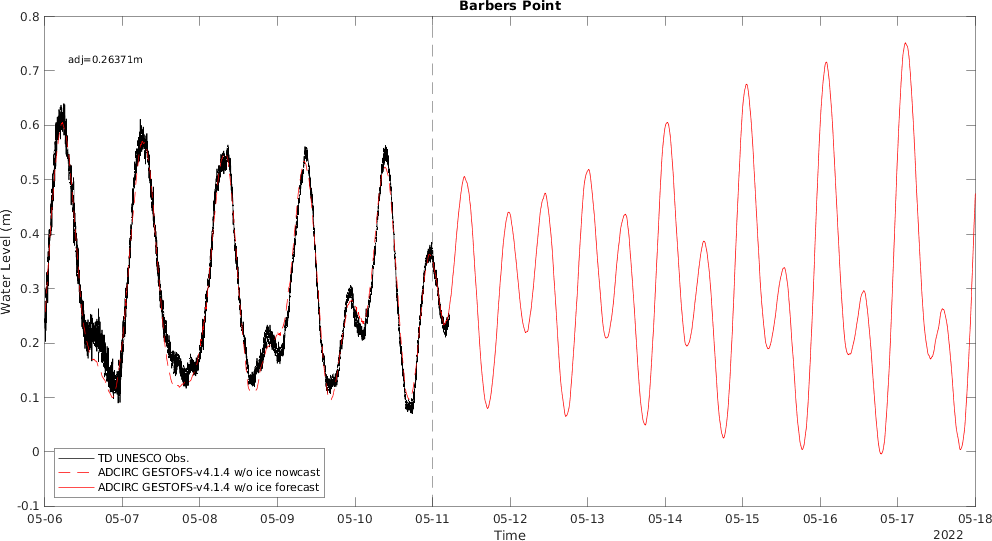 Barbers Point
adj=0.26371m
Water Level (m)
0.8
0.7
0.6
0.5
0.4
0.3
0.2
0.1
0
-0.1
TD UNESCO Obs.
ADCIRC GESTOFS-v4.1.4 w/o ice nowcast
ADCIRC GESTOFS-v4.1.4 w/o ice forecast
05-06 05-07 05-08 05-09 05-10 05-11 05-12 05-13 05-14 05-15 05-16 05-17 05-18
Time
2022